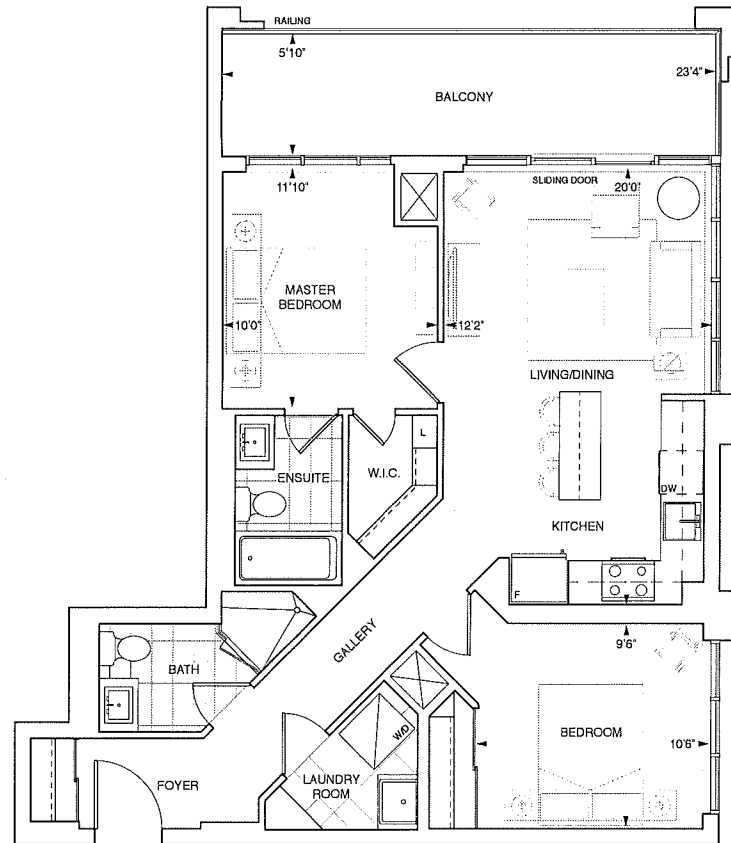 RAILING
5'10"
23'4"
BALCONY
11'10"
SLIDING DOOR
20'0"
MASTER
BEDROOM
10'0"
12'2"
LIVING/DINING
L
W.I.C.
ENSUITE
DW
KITCHEN
F
GALLERY
9'6"
BATH
W/D
BEDROOM
10'6"
LAUNDRY
ROOM
FOYER